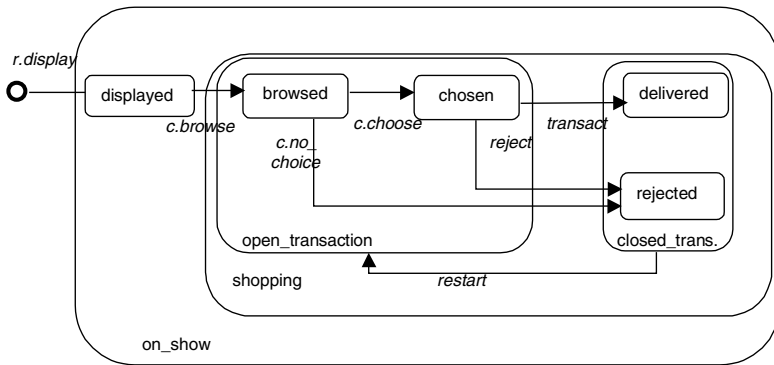 r.display
displayed
c.browse
browsed
c.choose
chosen
c.no_
choice
reject
transact
delivered
rejected
open_transaction
closed_trans.
shopping
restart
on_show